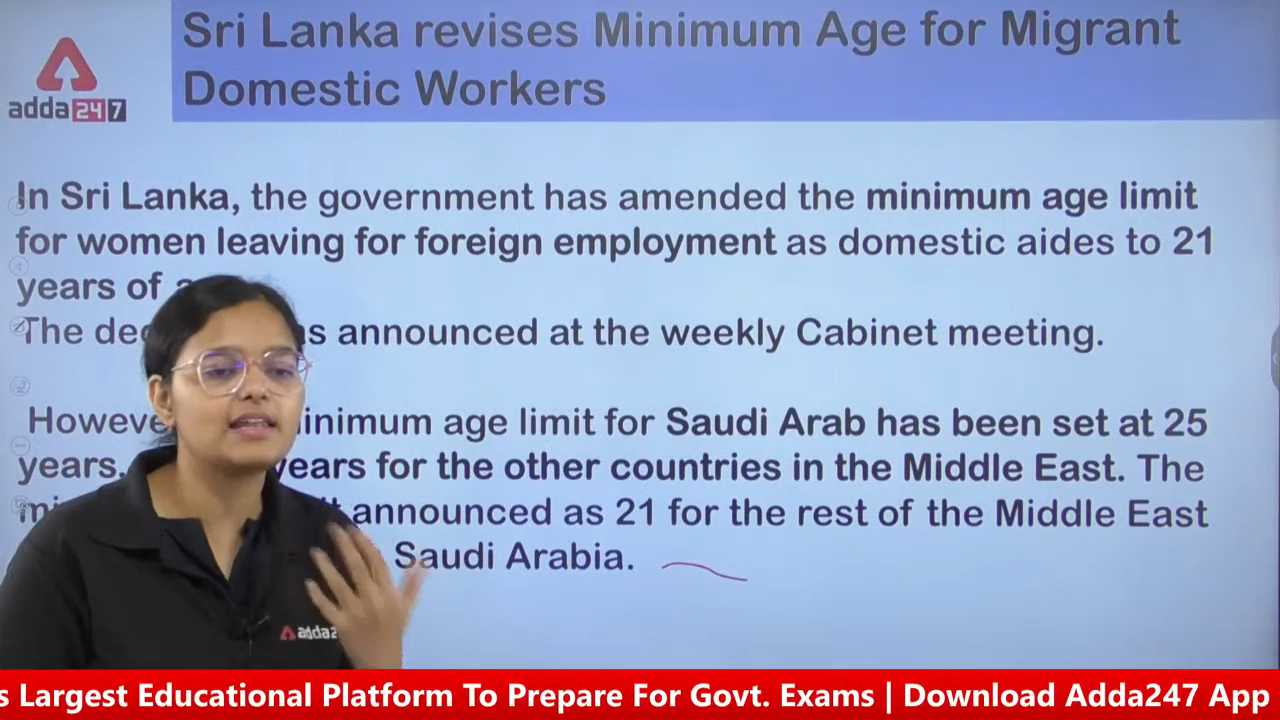 Sri Lanka revises Minimum Age for Migrant
Domestic Workers
adda247
In Sri Lanka, the government has amended the minimum age limit
for women leaving for foreign employment as domestic aides to 21
years of
The announced at the weekly Cabinet meeting.
minimum age limit for Saudi Arab has been set at 25
years. years for the other countries in the Middle East. The
announced as 21 for the rest of the Middle East
Saudi Arabia.
adda2
s Largest Educational Platform To Prepare For Govt. Exams | Download Adda247 App